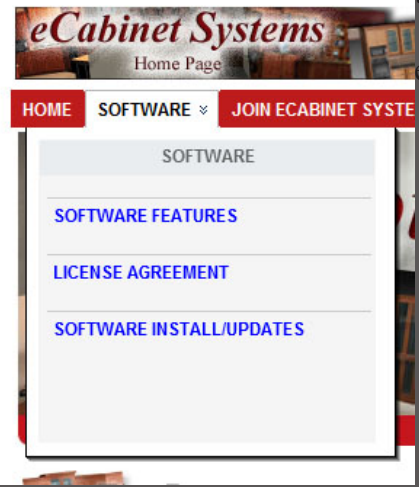 eCabinet Systems
Home Page
HOME SOFTWARE JOIN ECABINET SYSTE
SOFTWARE
SOFTWARE FEATURES
LICENSE AGREEMENT
SOFTWARE INSTALL/UPDATES